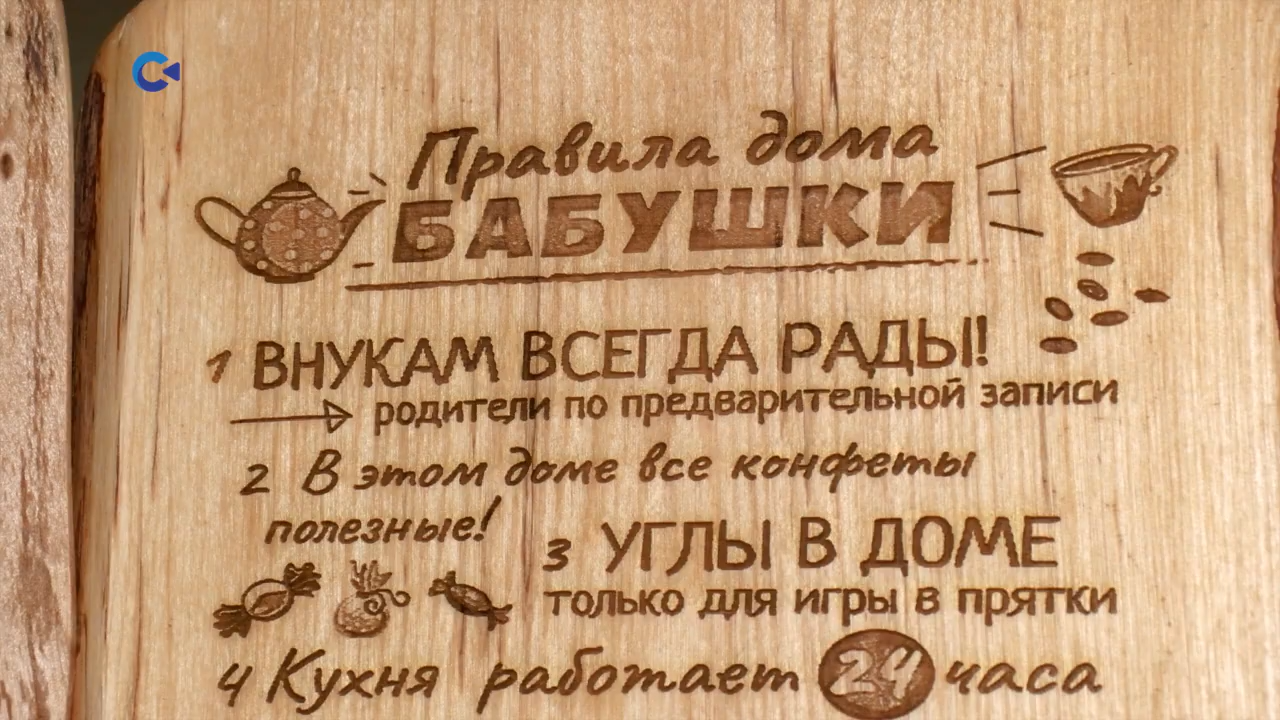 Правила дома
БАБУШКИ
1 ВНУКАМ ВСЕГДА РАДЫ!
родители по предварительной записи
2 В этом доме все конфеты
полезные!
3 УГЛЫ В ДОМЕ
только для игры в прятки
4 Кухня работает 24 часа